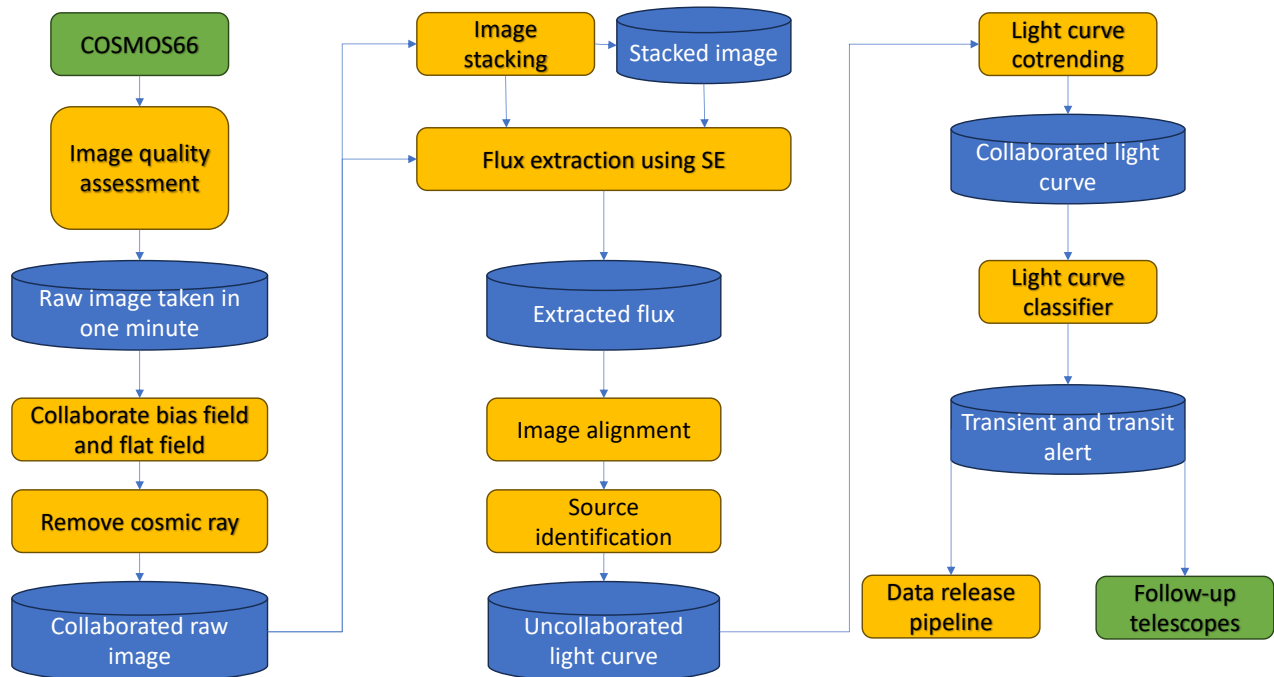 COSMOS66
Image quality
assessment
Raw image taken in
one minute
Collaborate bias field
and flat field
Remove cosmic ray
Collaborated raw
image
Image
stacking
Stacked image
Flux extraction using SE
Extracted flux
Image alignment
Source
identification
Uncollaborated
light curve
Light curve
cotrending
Collaborated light
curve
Light curve
classifier
Transient and transit
alert
Data release
pipeline
Follow-up
telescopes